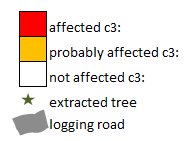 affected c3:
probably affected c3:
not affected c3:
extracted tree
logging road